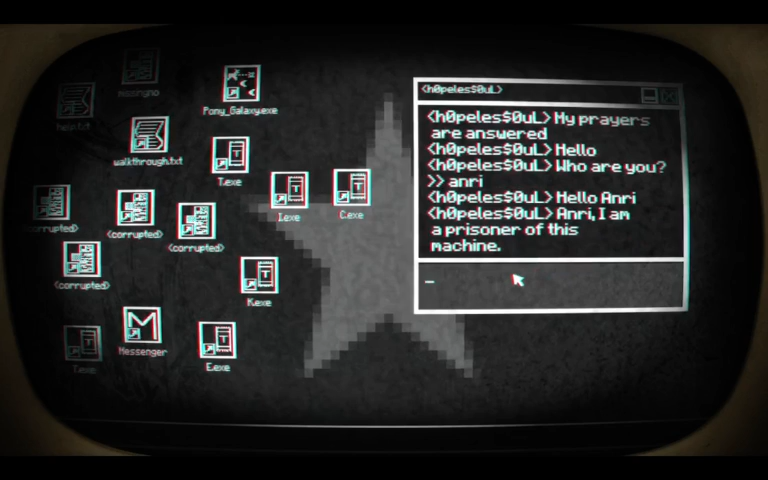 missingno
help.txt
Pony_Galaxy.exe
walkthrough.txt
T.exe
I.exe
C.exe
corrupted>
<corrupted>
<corrupted>
<corrupted>
K.exe
Messenger
T.exe
E.exe
<h0peles$0uL>
<h0peles$0uL> My prayers
are answered
<h0peles$0uL> Hello
<h0peles$0uL> Who are you?
>> anri
<h0peles$0uL> Hello Anri
<h0peles$0uL> Anri, I am
a prisoner of this
machine.